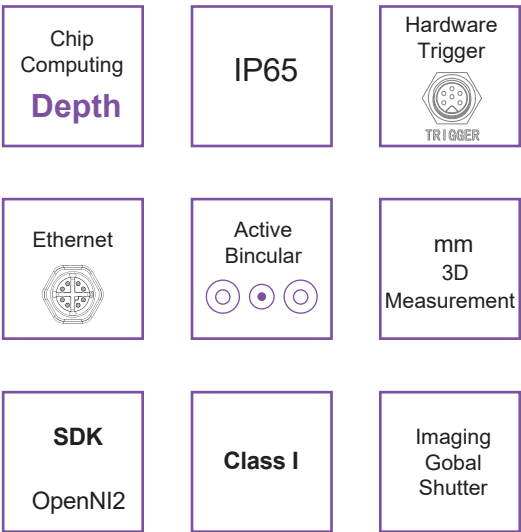 Chip
Computing
Depth
IP65
Hardware
Trigger
TRIGGER
Ethernet
Active
Bincular
mm
3D
Measurement
SDK
OpenNI2
Class I
Imaging
Gobal
Shutter